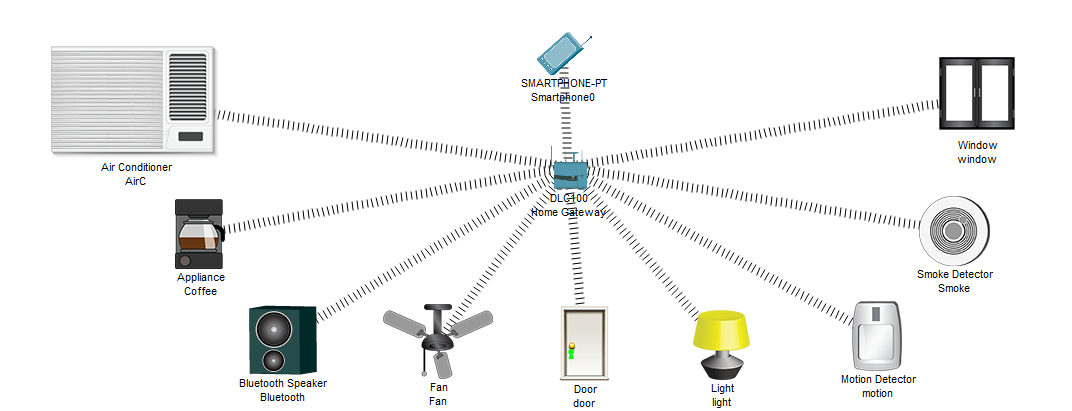 SMARTPHONE-PT
Smartphone0
Air Conditioner
AirC
Window
window
DLC100
Home Gateway
Appliance
Coffee
Smoke Detector
Smoke
Bluetooth Speaker
Bluetooth
Fan
Fan
Door
door
Light
light
Motion Detector
motion